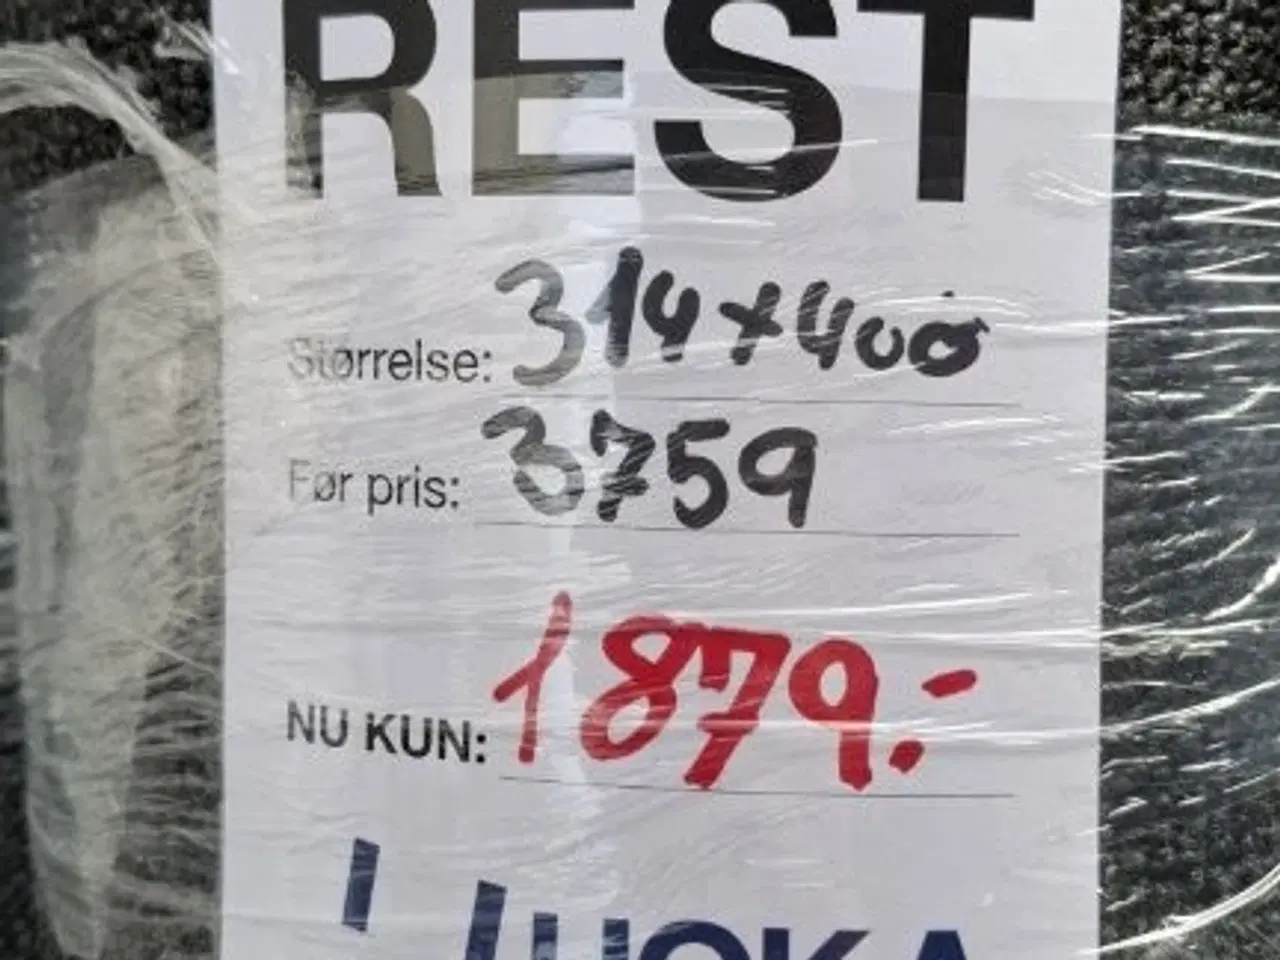 REST
Størrelse: 314x400
Før pris: 3759
NU KUN: 1879.-